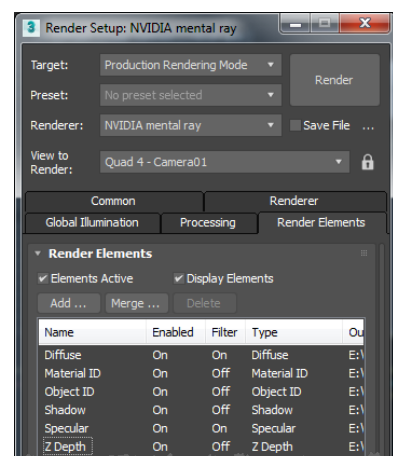 3 Render Setup: NVIDIA mental ray
Target: Production Rendering Mode
Render
Preset: No preset selected
Renderer: NVIDIA mental ray Save File ...
View to Render: Quad 4 - Camera01
Common Renderer
Global Illumination Processing Render Elements
Render Elements
Elements Active Display Elements
Add ... Merge ... Delete
Name Enabled Filter Type Ou
Diffuse On On Diffuse E:\
Material ID On Off Material ID E:\
Object ID On Off Object ID E:\
Shadow On Off Shadow E:\
Specular On On Specular E:\
Z Depth On Off Z Depth E:\